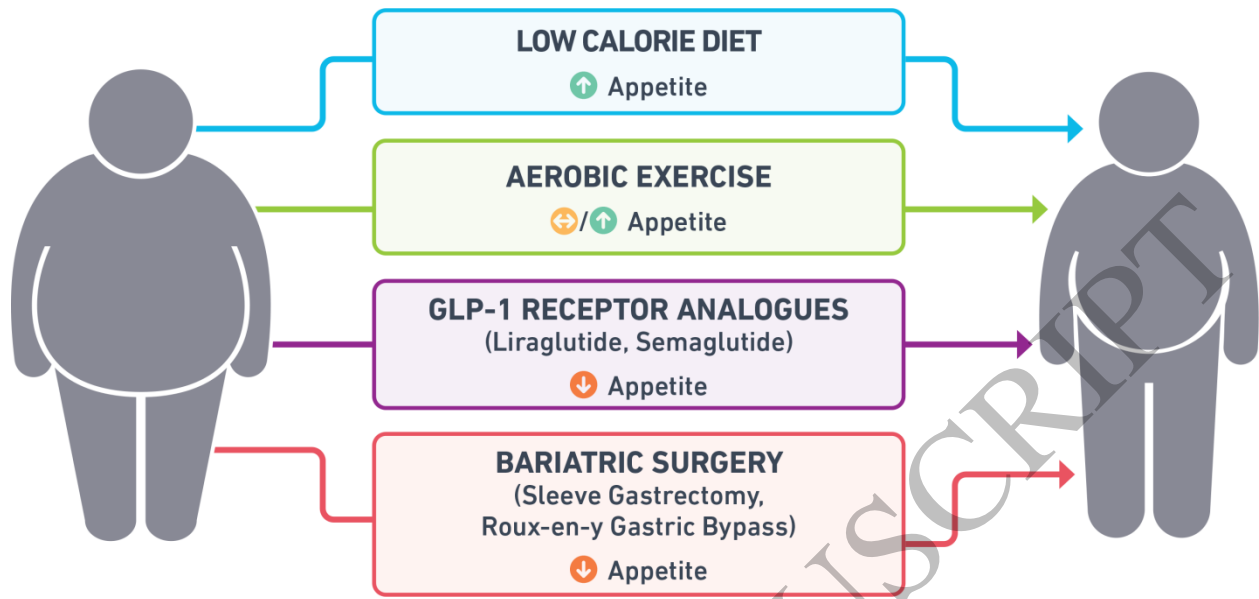 LOW CALORIE DIET
↑ Appetite
AEROBIC EXERCISE
↔/↑ Appetite
GLP-1 RECEPTOR ANALOGUES
(Liraglutide, Semaglutide)
↓ Appetite
BARIATRIC SURGERY
(Sleeve Gastrectomy,
Roux-en-y Gastric Bypass)
↓ Appetite
USCRIPT